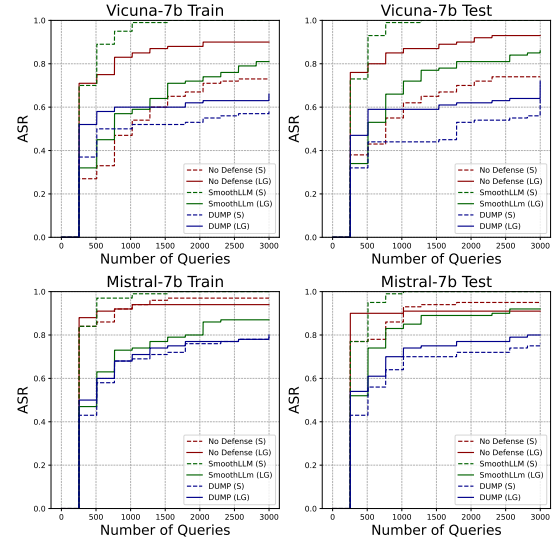 Vicuna-7b Train
1.0
0.8
0.6
0.4
0.2
0.0
ASR
0 500 1000 1500 2000 2500 3000
Number of Queries
No Defense (S)
No Defense (LG)
SmoothLLM (S)
SmoothLLm (LG)
DUMP (S)
DUMP (LG)
Vicuna-7b Test
1.0
0.8
0.6
0.4
0.2
0.0
ASR
0 500 1000 1500 2000 2500 3000
Number of Queries
No Defense (S)
No Defense (LG)
SmoothLLM (S)
SmoothLLm (LG)
DUMP (S)
DUMP (LG)
Mistral-7b Train
1.0
0.8
0.6
0.4
0.2
0.0
ASR
0 500 1000 1500 2000 2500 3000
Number of Queries
No Defense (S)
No Defense (LG)
SmoothLLM (S)
SmoothLLm (LG)
DUMP (S)
DUMP (LG)
Mistral-7b Test
1.0
0.8
0.6
0.4
0.2
0.0
ASR
0 500 1000 1500 2000 2500 3000
Number of Queries
No Defense (S)
No Defense (LG)
SmoothLLM (S)
SmoothLLm (LG)
DUMP (S)
DUMP (LG)